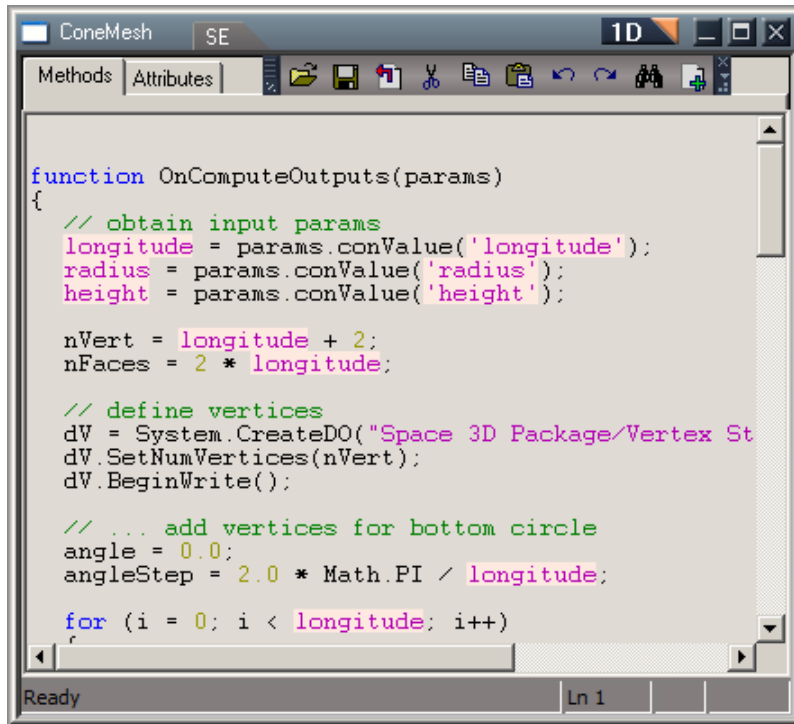 ConeMesh SE 1D
Methods Attributes
function OnComputeOutputs(params)
{
// obtain input params
longitude = params.conValue('longitude');
radius = params.conValue('radius');
height = params.conValue('height');
nVert = longitude + 2;
nFaces = 2 * longitude;
// define vertices
dV = System.CreateDO("Space 3D Package/Vertex St
dV.SetNumVertices(nVert);
dV.BeginWrite();
// ... add vertices for bottom circle
angle = 0.0;
angleStep = 2.0 * Math.PI / longitude;
for (i = 0; i < longitude; i++)
Ready Ln 1